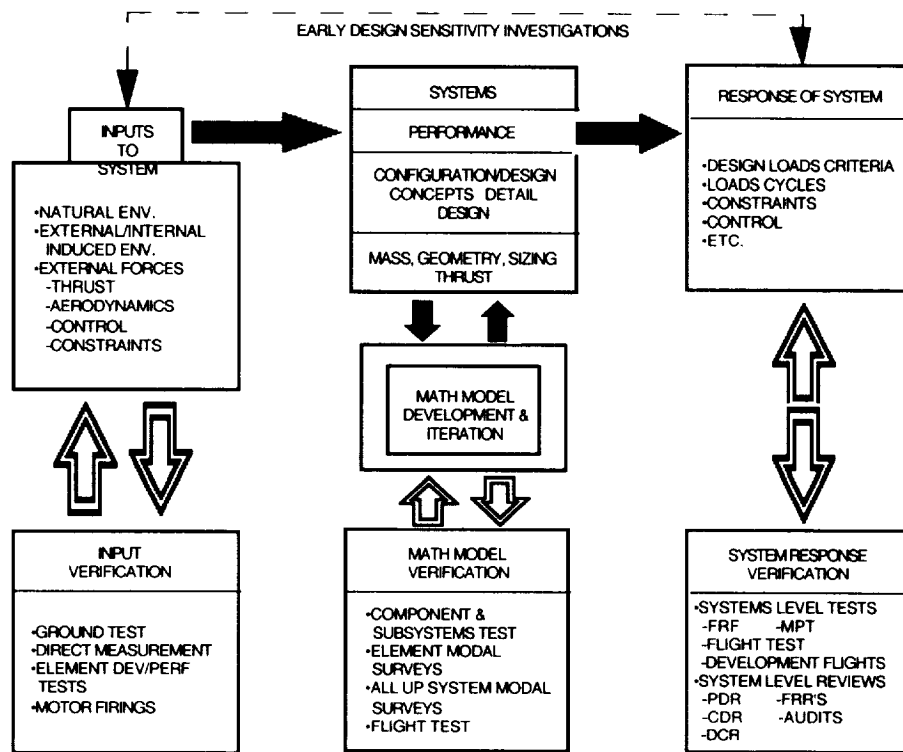 EARLY DESIGN SENSITIVITY INVESTIGATIONS
INPUTS
TO
SYSTEM
•NATURAL ENV.
•EXTERNAL/INTERNAL
INDUCED ENV.
•EXTERNAL FORCES
-THRUST
-AERODYNAMICS
-CONTROL
-CONSTRAINTS
SYSTEMS
PERFORMANCE
CONFIGURATION/DESIGN
CONCEPTS DETAIL
DESIGN
MASS, GEOMETRY, SIZING
THRUST
RESPONSE OF SYSTEM
•DESIGN LOADS CRITERIA
•LOADS CYCLES
•CONSTRAINTS
•CONTROL
•ETC.
MATH MODEL
DEVELOPMENT &
ITERATION
INPUT
VERIFICATION
•GROUND TEST
•DIRECT MEASUREMENT
•ELEMENT DEV/PERF
TESTS
•MOTOR FIRINGS
MATH MODEL
VERIFICATION
•COMPONENT &
SUBSYSTEMS TEST
•ELEMENT MODAL
SURVEYS
•ALL UP SYSTEM MODAL
SURVEYS
•FLIGHT TEST
SYSTEM RESPONSE
VERIFICATION
•SYSTEMS LEVEL TESTS
-FRF -MPT
-FLIGHT TEST
-DEVELOPMENT FLIGHTS
•SYSTEM LEVEL REVIEWS
-PDR -FRR'S
-CDR -AUDITS
-DCR